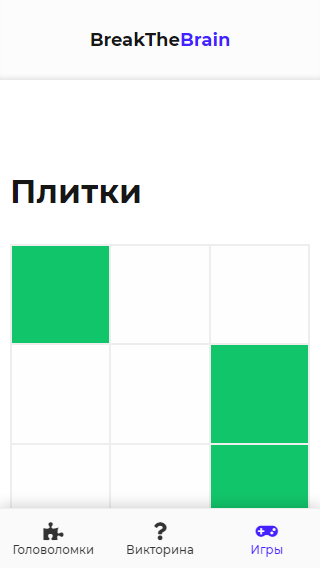 BreakTheBrain
Плитки
Головоломки
Викторина
Игры